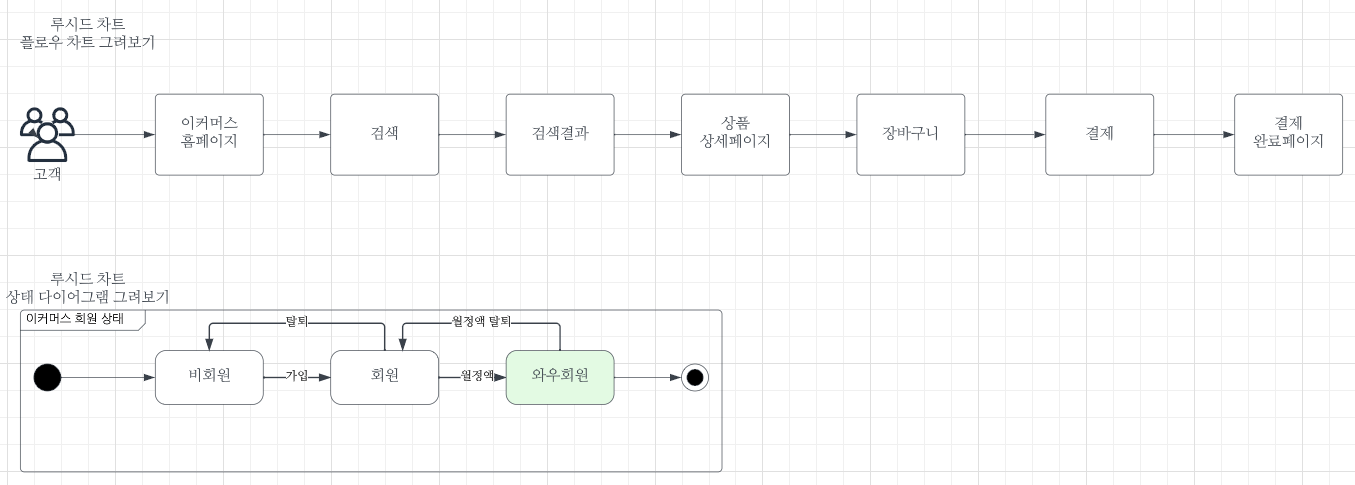 루시드 차트
플로우 차트 그려보기
고객
이커머스
홈페이지
검색
검색결과
상품
상세페이지
장바구니
결제
결제
완료페이지
루시드 차트
상태 다이어그램 그려보기
이커머스 회원 상태
탈퇴
월정액 탈퇴
비회원
가입
회원
월정액
와우회원